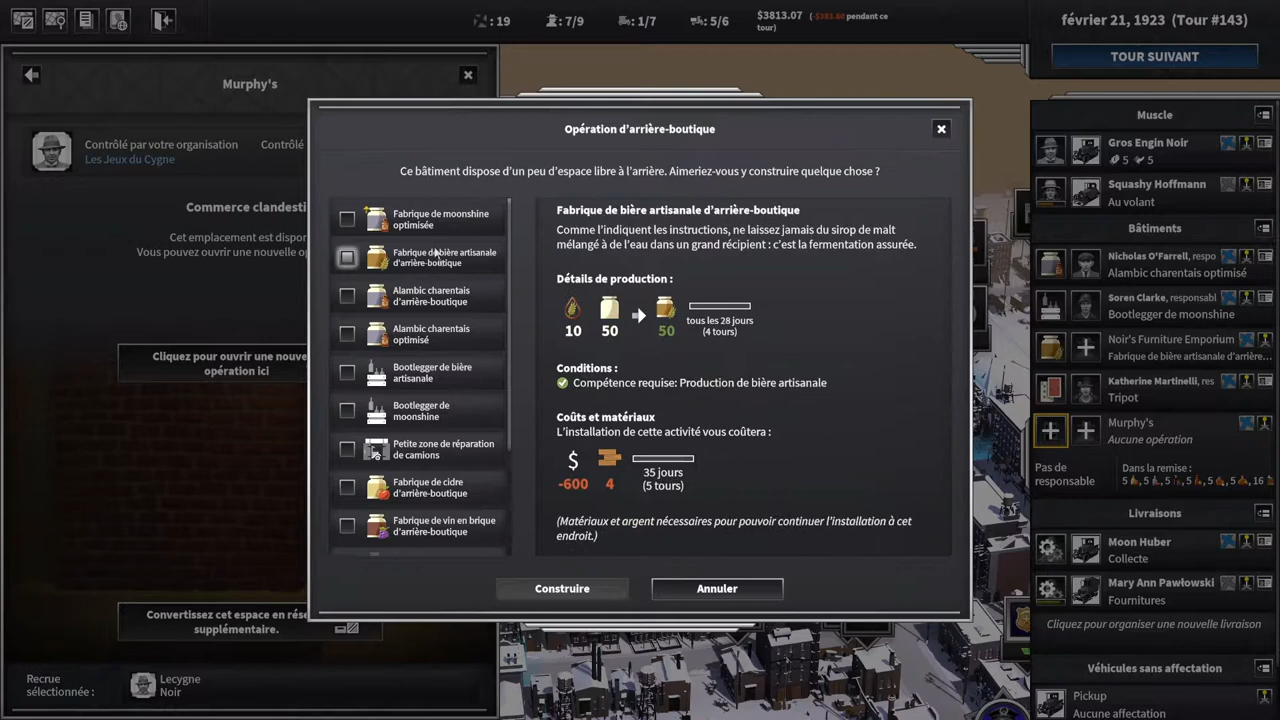 : 19
: 7/9
: 1/7
: 5/6
$3813.07
(-$383.60 pendant ce
tour)
février 21, 1923 (Tour #143)
TOUR SUIVANT
Murphy's
Contrôlé par votre organisation
Contrôlé
Les Jeux du Cygne
Commerce clandesti
Cet emplacement est dispor
Vous pouvez ouvrir une nouvelle o
Cliquez pour ouvrir une nouve
opération ici
Convertissez cet espace en rése
supplémentaire.
Recrue
sélectionnée :
Lecygne
Noir
Opération d'arrière-boutique
Ce bâtiment dispose d'un peu d'espace libre à l'arrière. Aimeriez-vous y construire quelque chose ?
Fabrique de moonshine
optimisée
Fabrique de bière artisanale
d'arrière-boutique
Alambic charentais
d'arrière-boutique
Alambic charentais
optimisé
Bootlegger de bière
artisanale
Bootlegger de
moonshine
Petite zone de réparation
de camions
Fabrique de cidre
d'arrière-boutique
Fabrique de vin en brique
d'arrière-boutique
Fabrique de bière artisanale d'arrière-boutique
Comme l'indiquent les instructions, ne laissez jamais du sirop de malt
mélangé à de l'eau dans un grand récipient : c'est la fermentation assurée.
Détails de production :
10
50
50
tous les 28 jours
(4 tours)
Conditions :
Compétence requise: Production de bière artisanale
Coûts et matériaux
L'installation de cette activité vous coûtera :
$
-600
4
35 jours
(5 tours)
(Matériaux et argent nécessaires pour pouvoir continuer l'installation à cet
endroit.)
Construire
Annuler
Muscle
Gros Engin Noir
5
5
Squashy Hoffmann
Au volant
Bâtiments
Nicholas O'Farrell, respo
Alambic charentais optimisé
Soren Clarke, responsabl
Bootlegger de moonshine
Noir's Furniture Emporium
Fabrique de bière artisanale d'arrière...
Katherine Martinelli, res
Tripot
Murphy's
Aucune opération
Pas de
responsable
Dans la remise :
5 5 5 5 5 5 16
Livraisons
Moon Huber
Collecte
Mary Ann Pawłowski
Fournitures
Cliquez pour organiser une nouvelle livraison
Véhicules sans affectation
Pickup
Aucune affectation